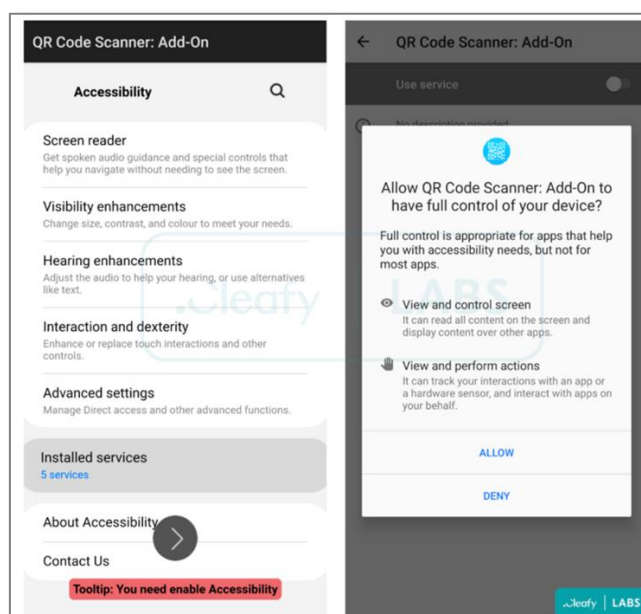 QR Code Scanner: Add-On
Accessibility
Screen reader
Get spoken audio guidance and special controls that
help you navigate without needing to see the screen.
Visibility enhancements
Change size, contrast, and colour to meet your needs.
Hearing enhancements
Adjust the audio to help your hearing, or use alternatives
like text.
Interaction and dexterity
Enhance or replace touch interactions and other
controls.
Advanced settings
Manage Direct access and other advanced functions.
Installed services
5 services
About Accessibility
Contact Us
Tooltip: You need enable Accessibility
QR Code Scanner: Add-On
Use service
No description provided
Allow QR Code Scanner: Add-On to
have full control of your device?
Full control is appropriate for apps that help
you with accessibility needs, but not for
most apps.
View and control screen
It can read all content on the screen and
display content over other apps.
View and perform actions
It can track your interactions with an app or
a hardware sensor, and interact with apps on
your behalf.
ALLOW
DENY
.Cleafy LABS
.Cleafy | LABS